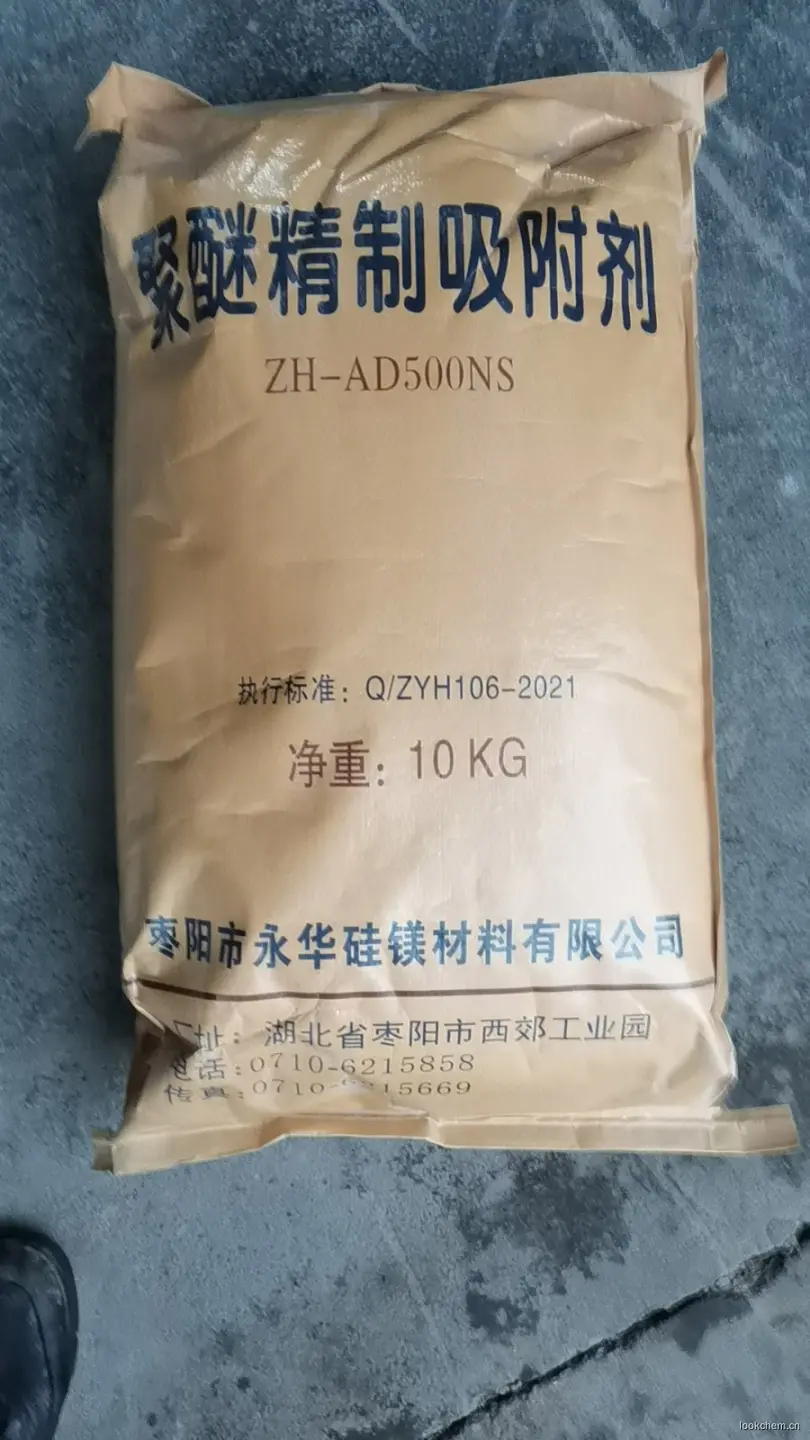 聚醚精制吸附剂
ZH-AD500NS
执行标准：Q/ZYH106-2021
净重：10KG
枣阳市永华硅镁材料有限公司
厂址：湖北省枣阳市西郊工业园
电话:0710-6215858
传真:
lookchem.cn